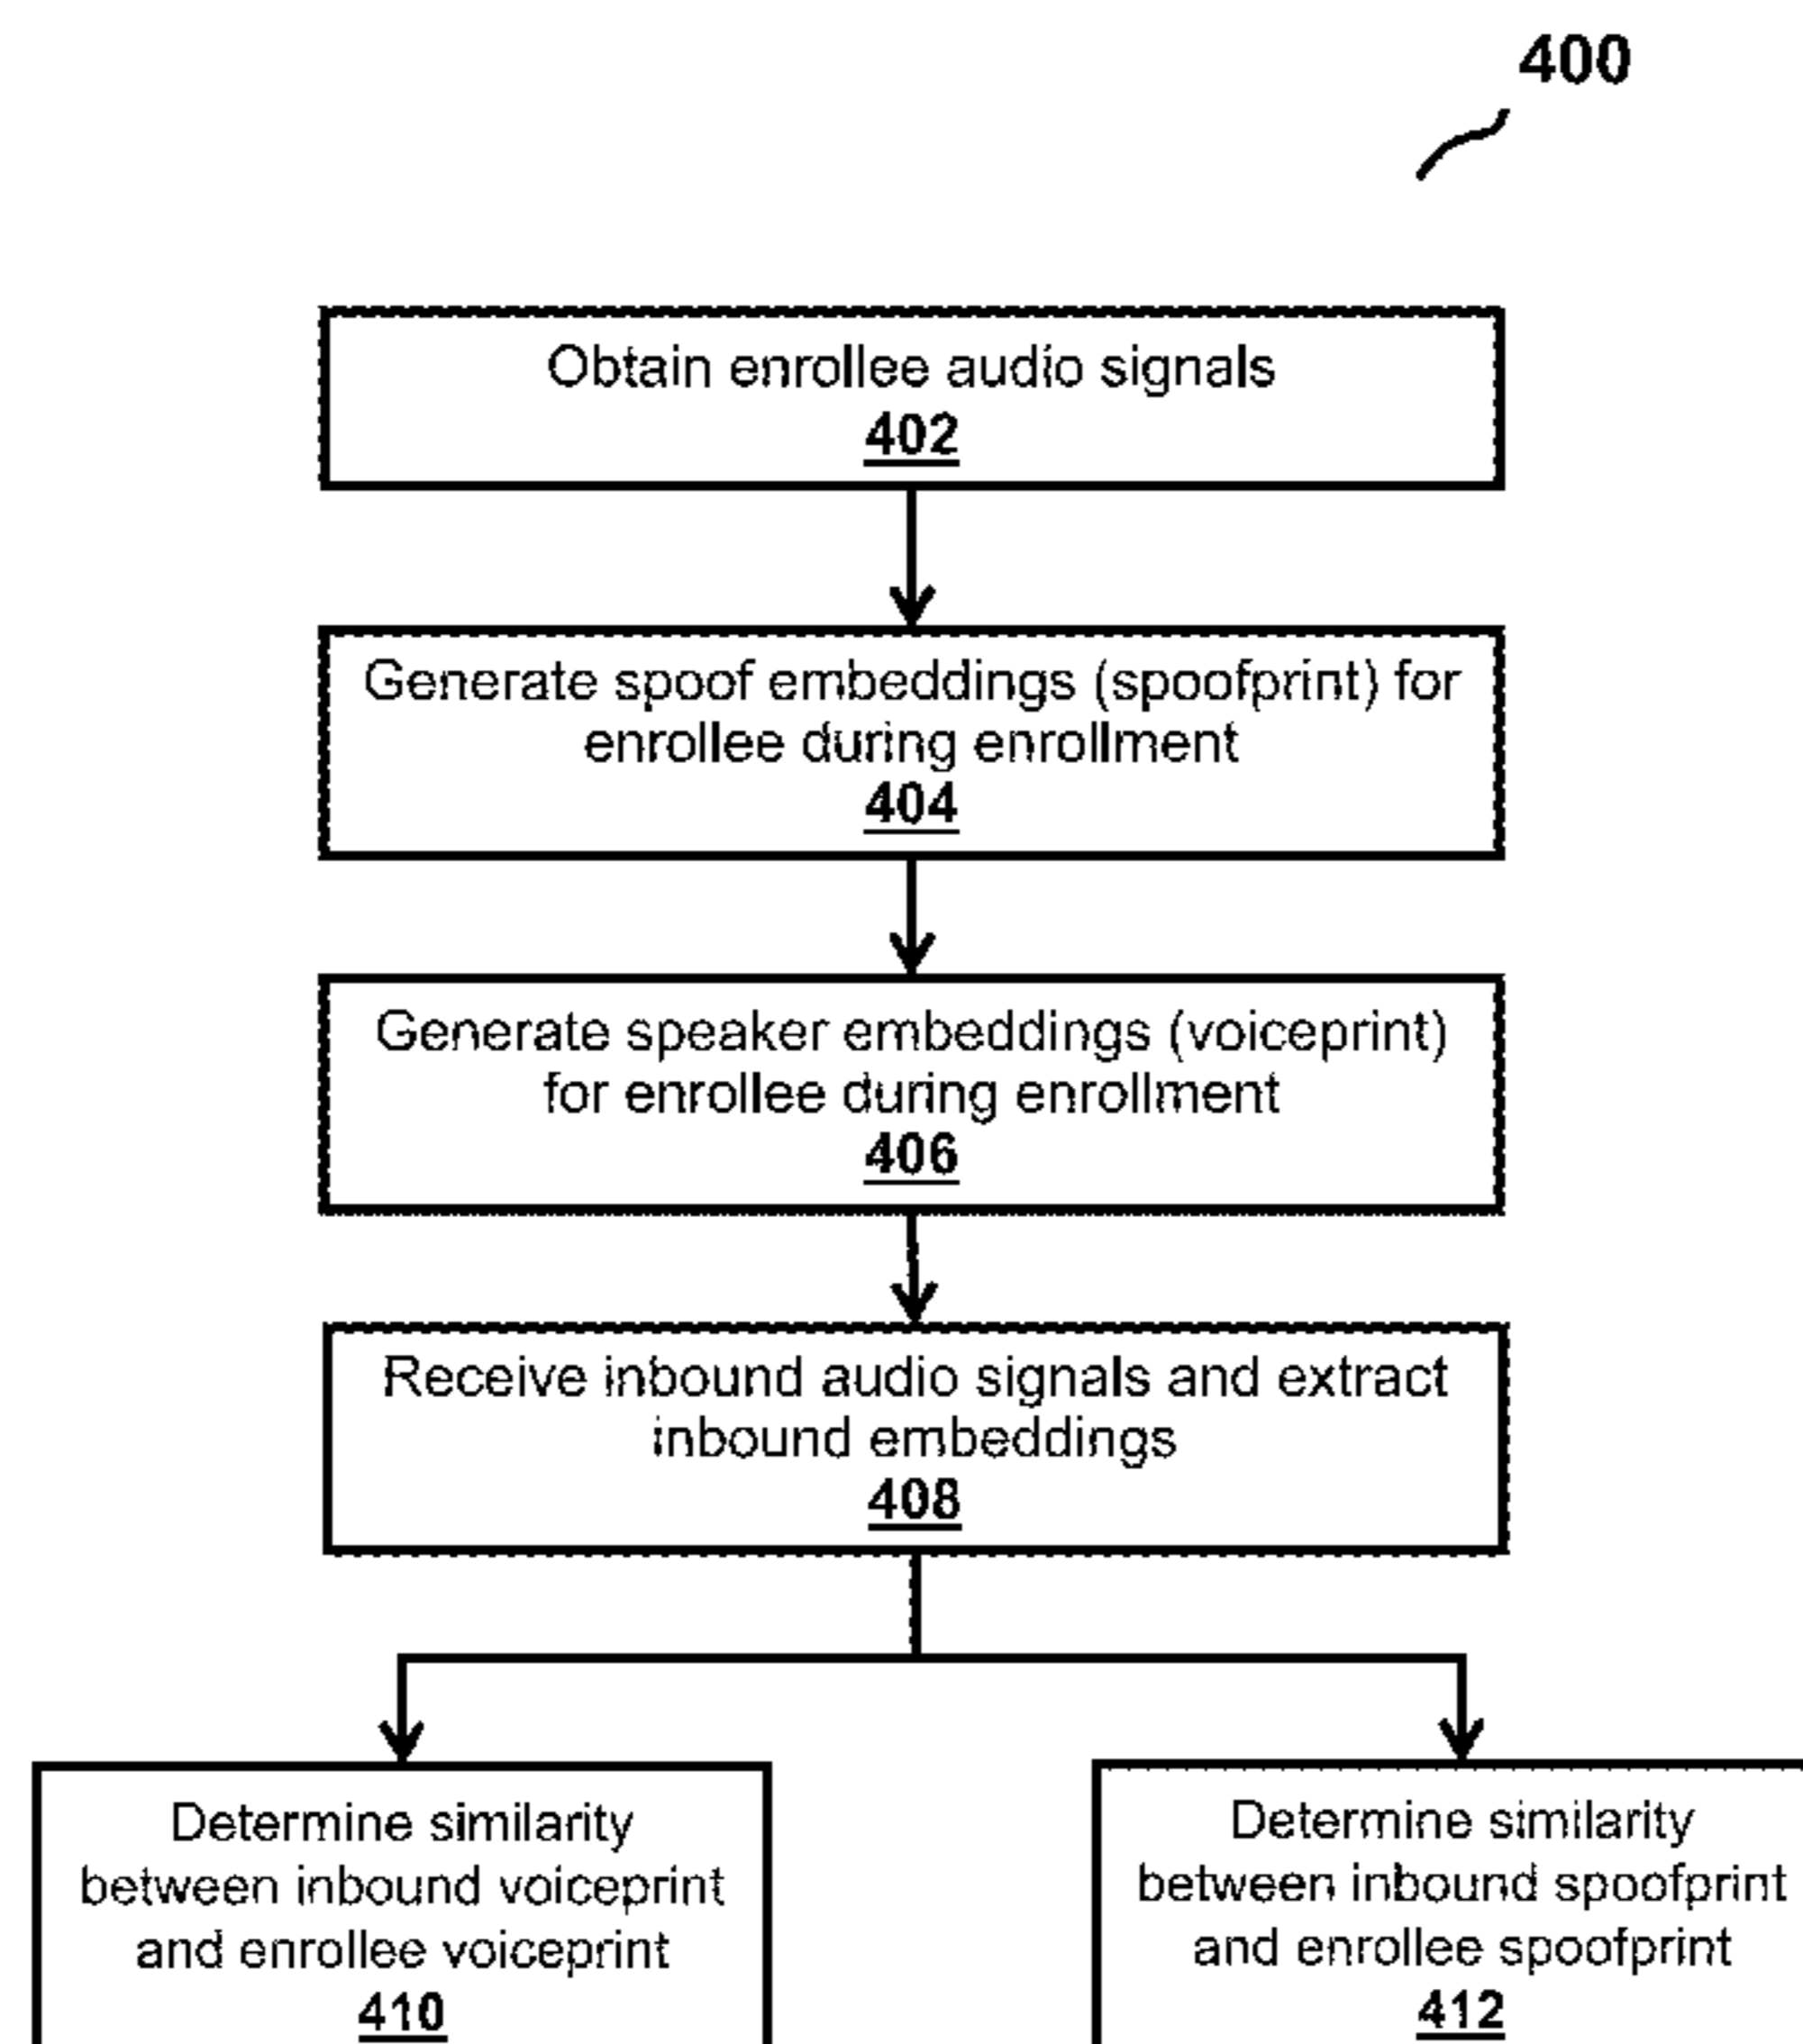 400
Obtain enrollee audio signals
402
Generate spoof embeddings (spoofprint) for
enrollee during enrollment
404
Generate speaker embeddings (voiceprint)
for enrollee during enrollment
406
Receive inbound audio signals and extract
inbound embeddings
408
Determine similarity
between inbound voiceprint
and enrollee voiceprint
410
Determine similarity
between inbound spoofprint
and enrollee spoofprint
412